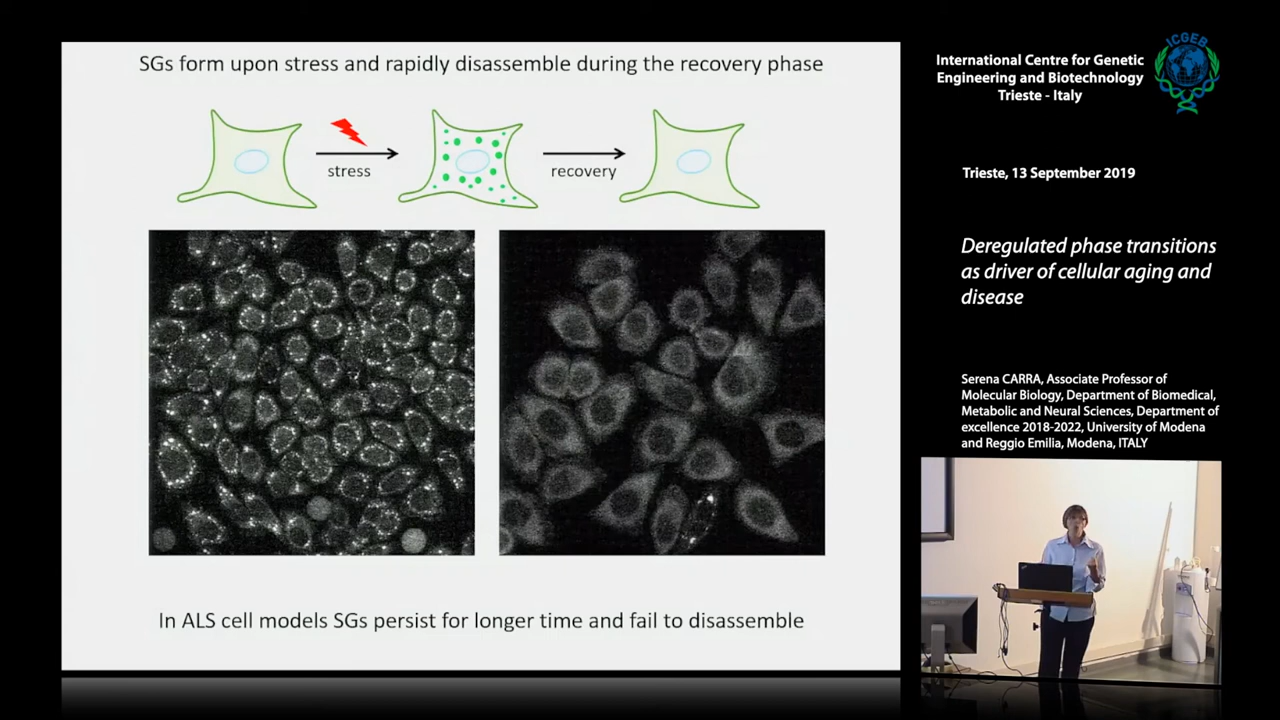 SGs form upon stress and rapidly disassemble during the recovery phase
stress
recovery
In ALS cell models SGs persist for longer time and fail to disassemble
International Centre for Genetic
Engineering and Biotechnology
Trieste - Italy
ICGEB
Trieste, 13 September 2019
Deregulated phase transitions
as driver of cellular aging and
disease
Serena CARRA, Associate Professor of
Molecular Biology, Department of Biomedical,
Metabolic and Neural Sciences, Department of
excellence 2018-2022, University of Modena
and Reggio Emilia, Modena, ITALY